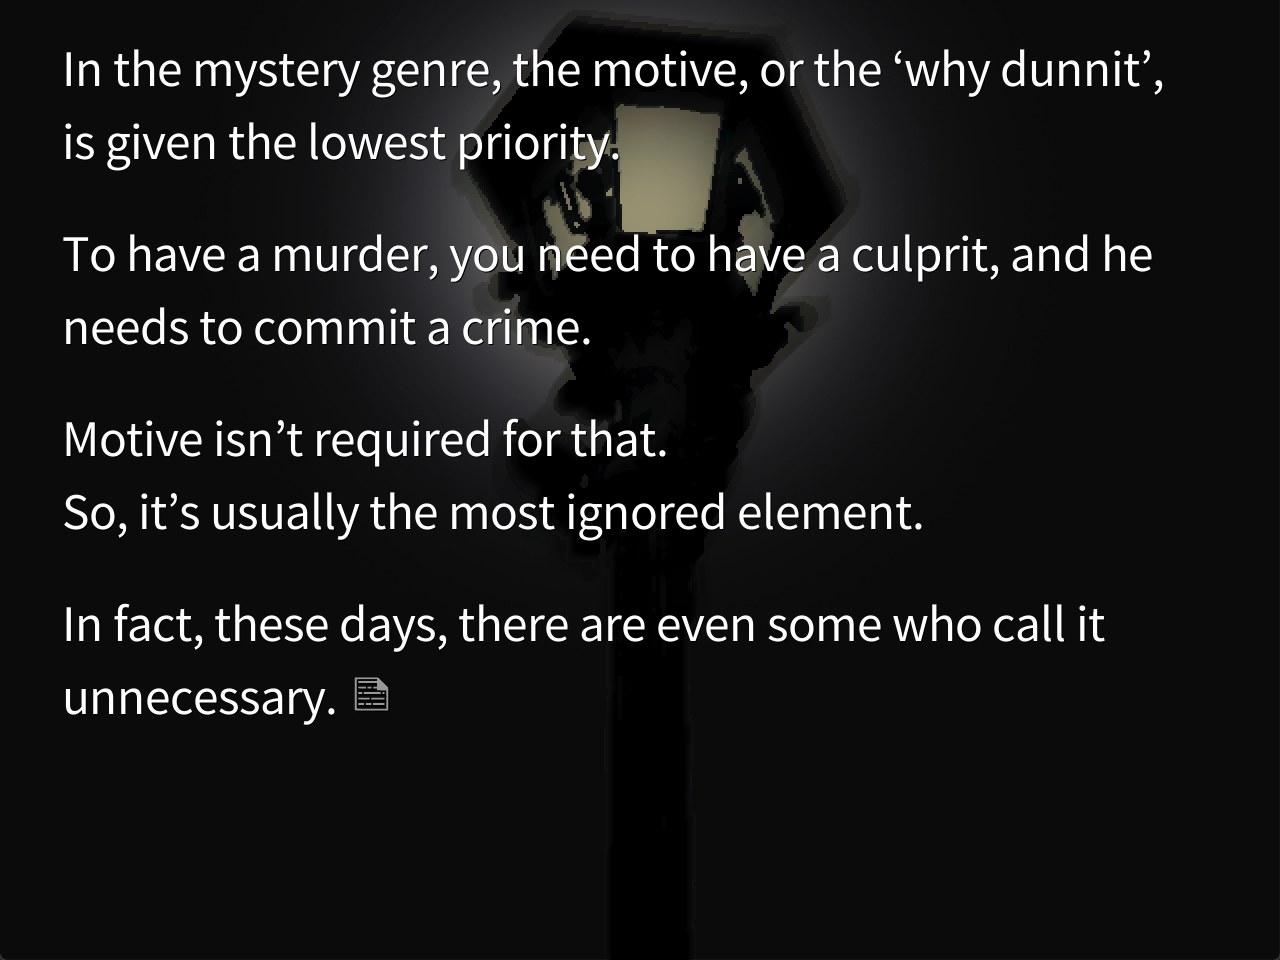 In the mystery genre, the motive, or the ‘why dunnit’,
is given the lowest priority.
To have a murder, you need to have a culprit, and he
needs to commit a crime.
Motive isn’t required for that.
So, it’s usually the most ignored element.
In fact, these days, there are even some who call it
unnecessary.